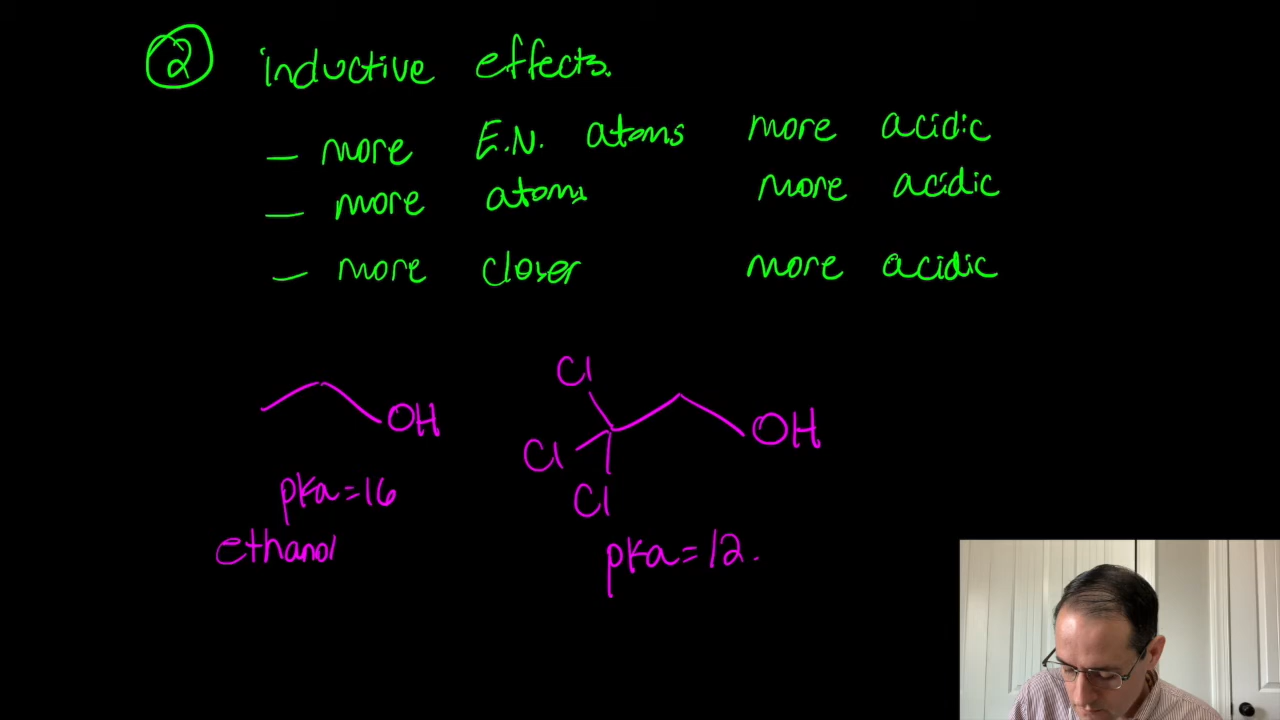 ② inductive effects.
— more E.N. atoms more acidic
— more atoms more acidic
— more closer more acidic
Cl
OH
Cl
OH
Cl
pka=16
ethanol
pka=12.